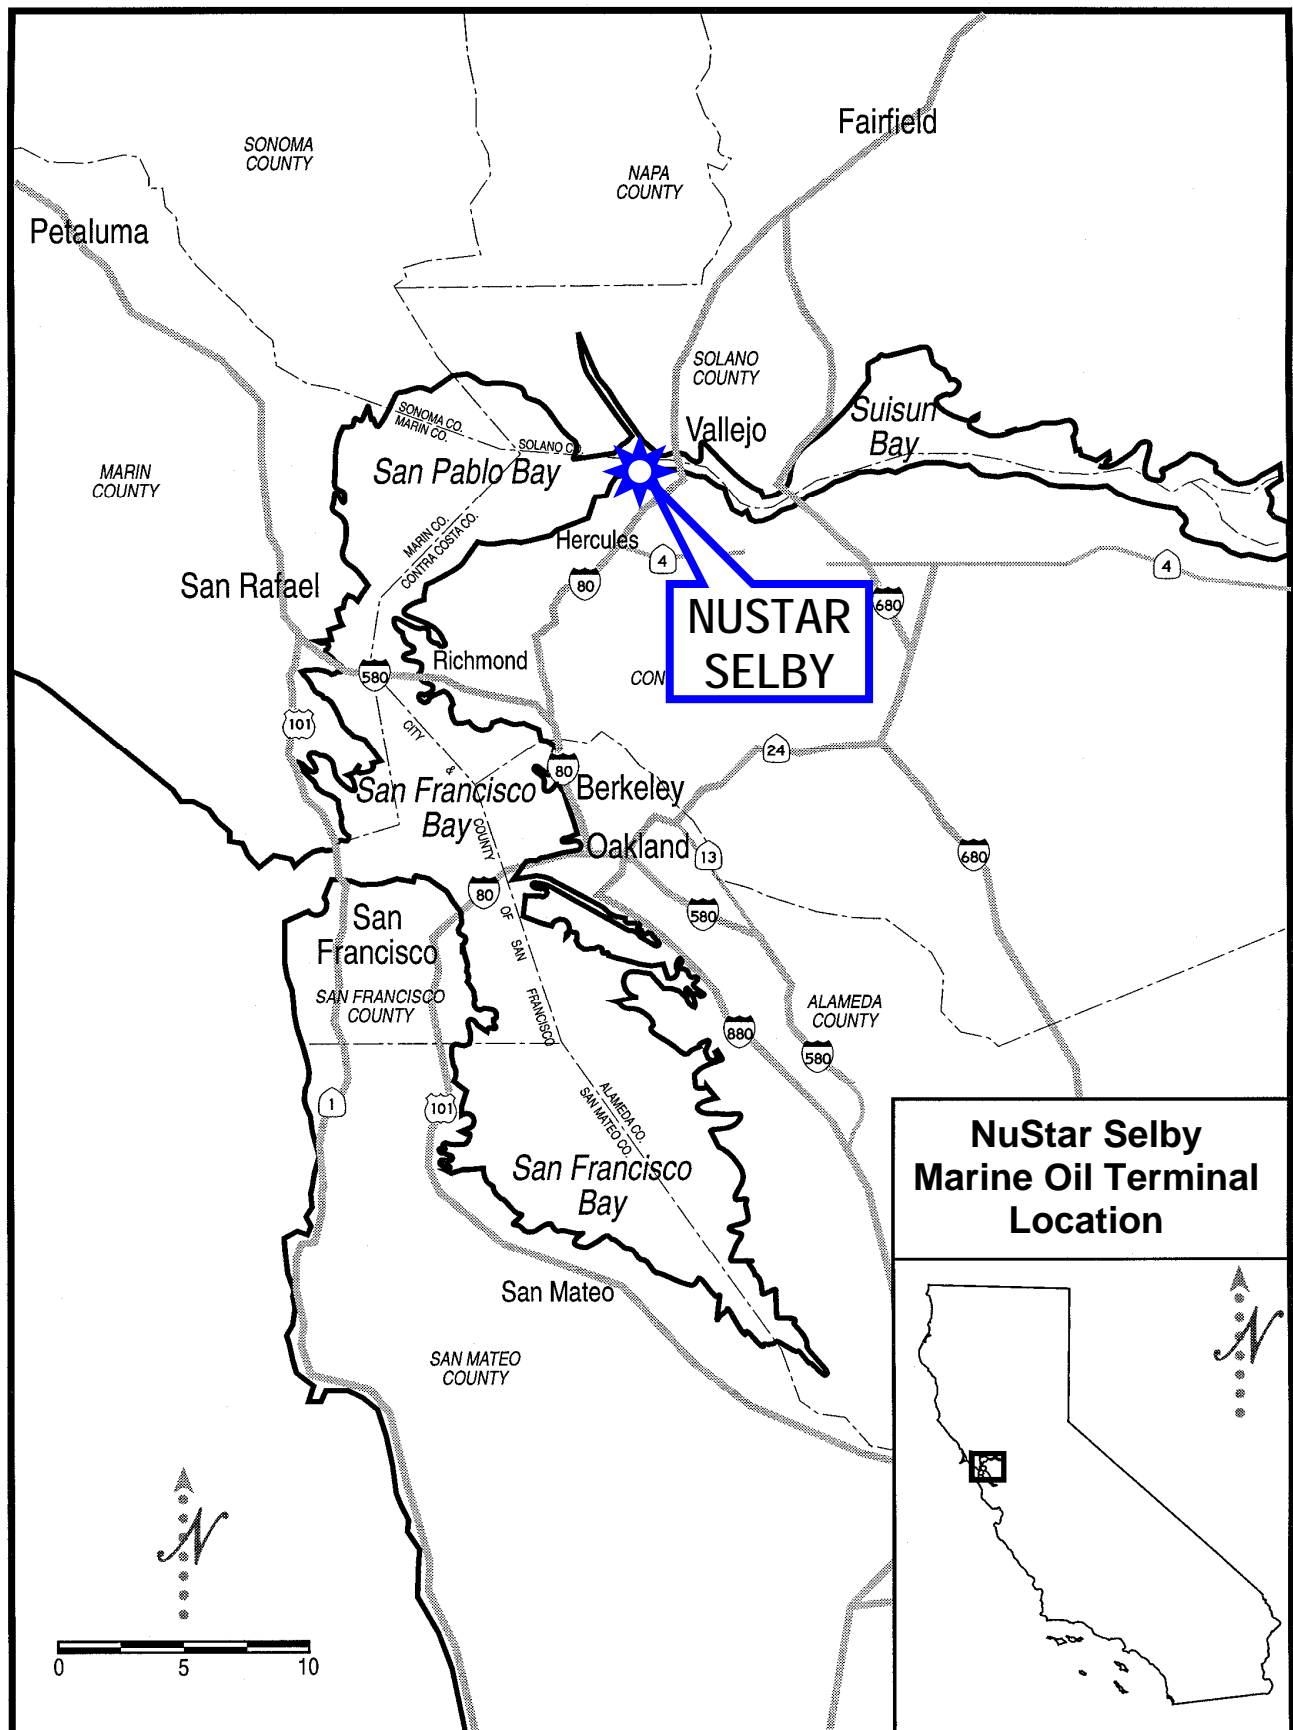 Fairfield
SONOMA
COUNTY
NAPA
COUNTY
Petaluma
SOLANO
COUNTY
Suisun
Bay
Vallejo
SONOMA CO.
MARIN CO.
SOLANO C
San Pablo Bay
MARIN
COUNTY
MARIN CO.
CONTRA COSTA CO.
Hercules
4
4
80
San Rafael
680
NUSTAR
SELBY
Richmond
CON
580
101
CITY
&
COUNTY
OF
SAN
FRANCISCO
24
80
Berkeley
San Francisco
Bay
Oakland
13
680
80
580
San
Francisco
SAN FRANCISCO
COUNTY
ALAMEDA
COUNTY
880
580
1
101
ALAMEDA CO.
SAN MATEO CO.
San Francisco
Bay
San Mateo
SAN MATEO
COUNTY
NuStar Selby
Marine Oil Terminal
Location
N
N
0 5 10